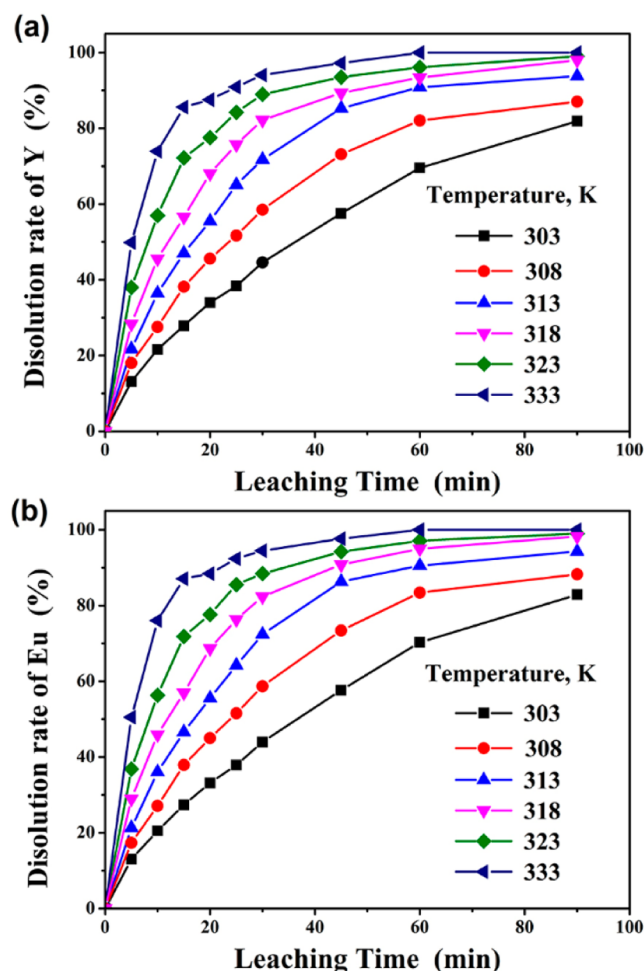 (a)
Disolution rate of Y (%)
100
80
60
40
20
0
0 20 40 60 80 100
Leaching Time (min)
Temperature, K
303
308
313
318
323
333
(b)
Disolution rate of Eu (%)
100
80
60
40
20
0
0 20 40 60 80 100
Leaching Time (min)
Temperature, K
303
308
313
318
323
333